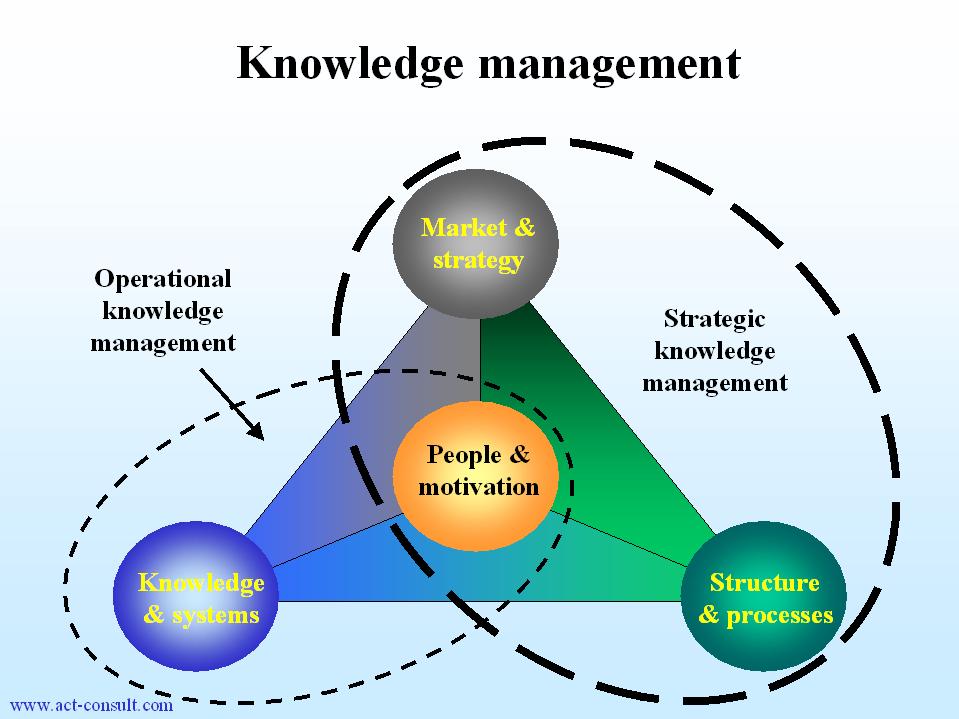 Knowledge management
Market &
strategy
Operational
knowledge
management
Strategic
knowledge
management
People &
motivation
Knowledge
& systems
Structure
& processes
www.act-consult.com